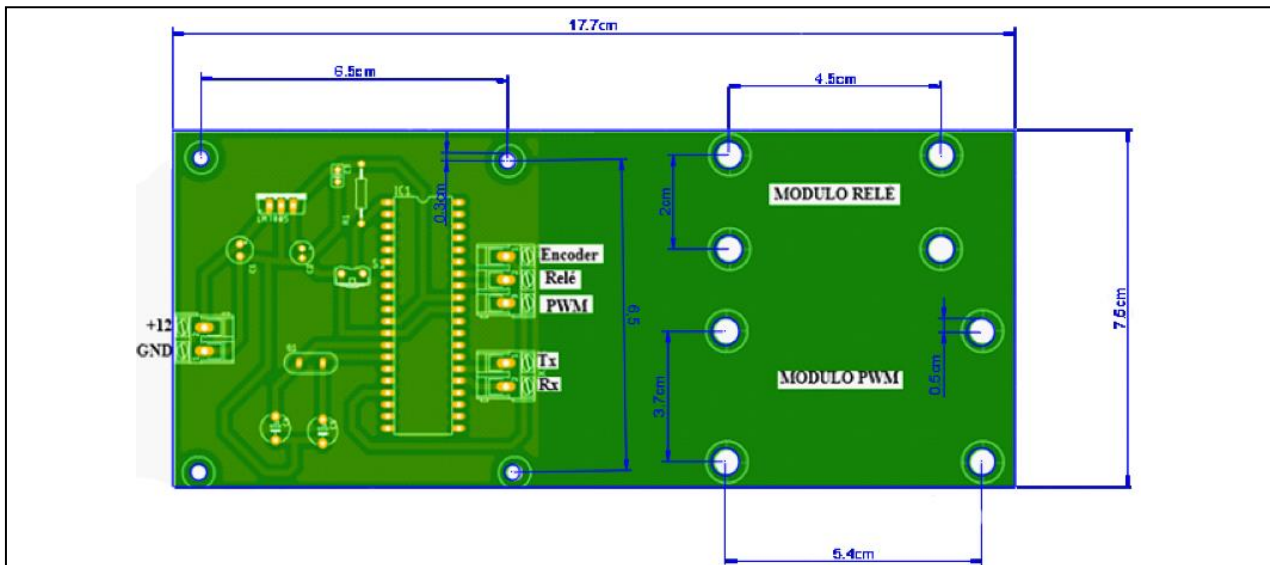 17.7cm
6.5cm
4.5cm
IC1
0.3cm
2cm
MODULO RELÉ
Encoder
Relé
PWM
+12
GND
6.5
7.5cm
0.5cm
Tx
Rx
3.7cm
MODULO PWM
5.4cm